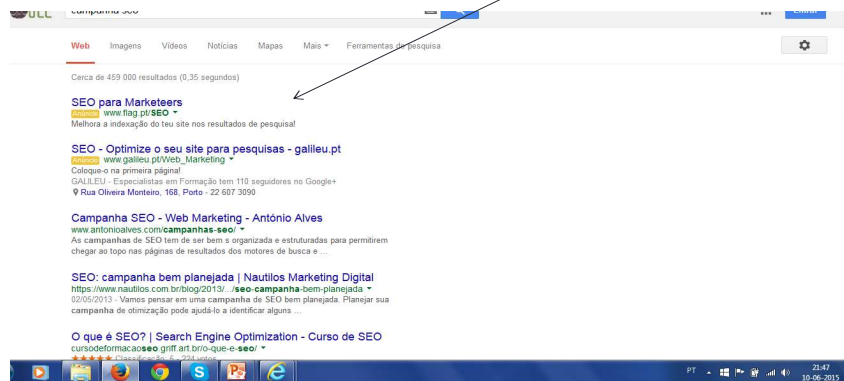 campanha seo
Entrar
Web Imagens Vídeos Notícias Mapas Mais Ferramentas de pesquisa
Cerca de 459 000 resultados (0,35 segundos)
SEO para Marketeers
Anúncio www.flag.pt/SEO
Melhora a indexação do teu site nos resultados de pesquisa!
SEO - Optimize o seu site para pesquisas - galileu.pt
Anúncio www.galileu.pt/Web_Marketing
Coloque-o na primeira página!
GALILEU - Especialistas em Formação tem 110 seguidores no Google+
Rua Oliveira Monteiro, 168, Porto - 22 607 3090
Campanha SEO - Web Marketing - António Alves
www.antonioalves.com/campanhas-seo/
As campanhas de SEO tem de ser bem s organizada e estruturadas para permitirem
chegar ao topo nas páginas de resultados dos motores de busca e ...
SEO: campanha bem planejada | Nautilos Marketing Digital
https://www.nautilos.com.br/blog/2013/.../seo-campanha-bem-planejada
02/05/2013 - Vamos pensar em uma campanha de SEO bem planejada. Planejar sua
campanha de otimização pode ajudá-lo a identificar alguns ...
O que é SEO? | Search Engine Optimization - Curso de SEO
cursodeformacaoseo.griff.art.br/o-que-e-seo/
Classificação: 5 - 224 votos
PT
21:47
10-06-2015